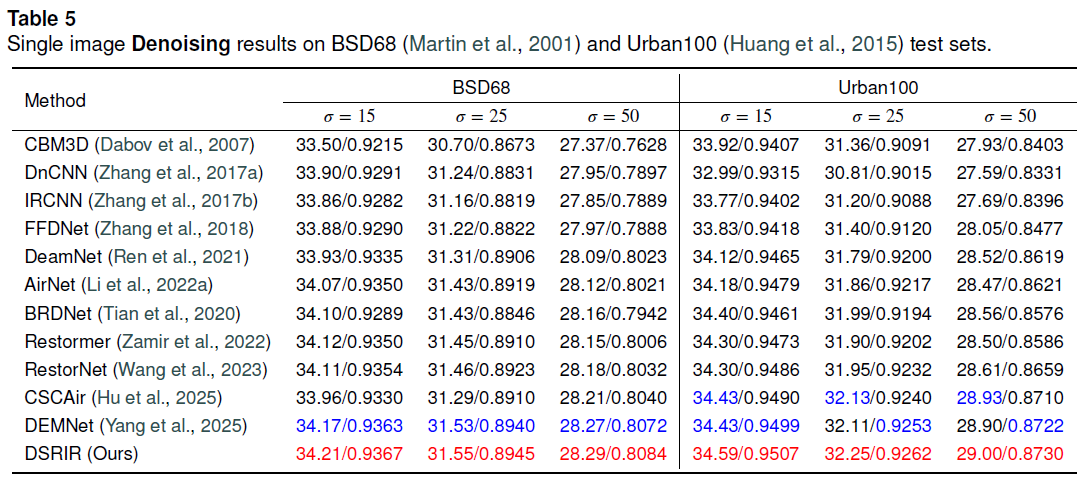 Table 5
Single image Denoising results on BSD68 (Martin et al., 2001) and Urban100 (Huang et al., 2015) test sets.
Method BSD68 Urban100
σ = 15 σ = 25 σ = 50 σ = 15 σ = 25 σ = 50
CBM3D (Dabov et al., 2007) 33.50/0.9215 30.70/0.8673 27.37/0.7628 33.92/0.9407 31.36/0.9091 27.93/0.8403
DnCNN (Zhang et al., 2017a) 33.90/0.9291 31.24/0.8831 27.95/0.7897 32.99/0.9315 30.81/0.9015 27.59/0.8331
IRCNN (Zhang et al., 2017b) 33.86/0.9282 31.16/0.8819 27.85/0.7889 33.77/0.9402 31.20/0.9088 27.69/0.8396
FFDNet (Zhang et al., 2018) 33.88/0.9290 31.22/0.8822 27.97/0.7888 33.83/0.9418 31.40/0.9120 28.05/0.8477
DeamNet (Ren et al., 2021) 33.93/0.9335 31.31/0.8906 28.09/0.8023 34.12/0.9465 31.79/0.9200 28.52/0.8619
AirNet (Li et al., 2022a) 34.07/0.9350 31.43/0.8919 28.12/0.8021 34.18/0.9479 31.86/0.9217 28.47/0.8621
BRDNet (Tian et al., 2020) 34.10/0.9289 31.43/0.8846 28.16/0.7942 34.40/0.9461 31.99/0.9194 28.56/0.8576
Restormer (Zamir et al., 2022) 34.12/0.9350 31.45/0.8910 28.15/0.8006 34.30/0.9473 31.90/0.9202 28.50/0.8586
RestorNet (Wang et al., 2023) 34.11/0.9354 31.46/0.8923 28.18/0.8032 34.30/0.9486 31.95/0.9232 28.61/0.8659
CSCAir (Hu et al., 2025) 33.96/0.9330 31.29/0.8910 28.21/0.8040 34.43/0.9490 32.13/0.9240 28.93/0.8710
DEMNet (Yang et al., 2025) 34.17/0.9363 31.53/0.8940 28.27/0.8072 34.43/0.9499 32.11/0.9253 28.90/0.8722
DSRIR (Ours) 34.21/0.9367 31.55/0.8945 28.29/0.8084 34.59/0.9507 32.25/0.9262 29.00/0.8730